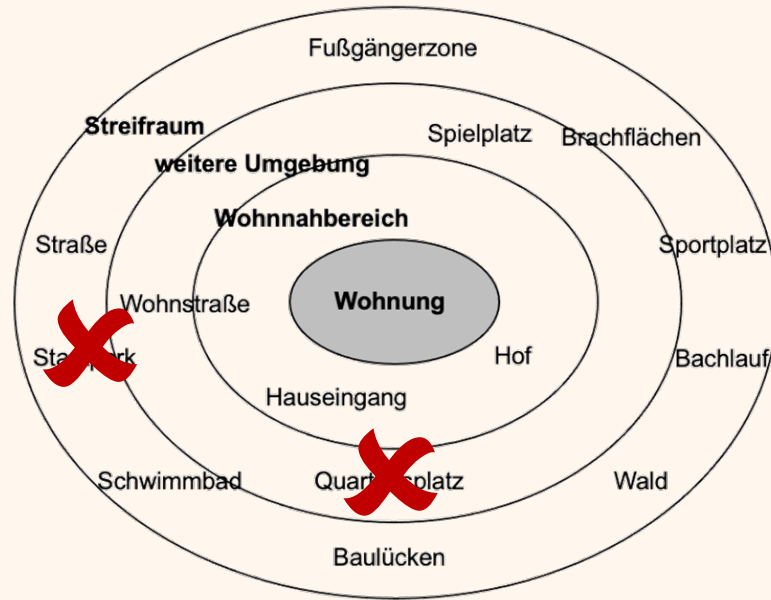 Fußgängerzone
Streifraum
Spielplatz
Brachflächen
weitere Umgebung
Wohnnahbereich
Straße
Sportplatz
Wohnstraße
Wohnung
Hof
Bachlauf
Hauseingang
Schwimmbad
Wald
Baulücken